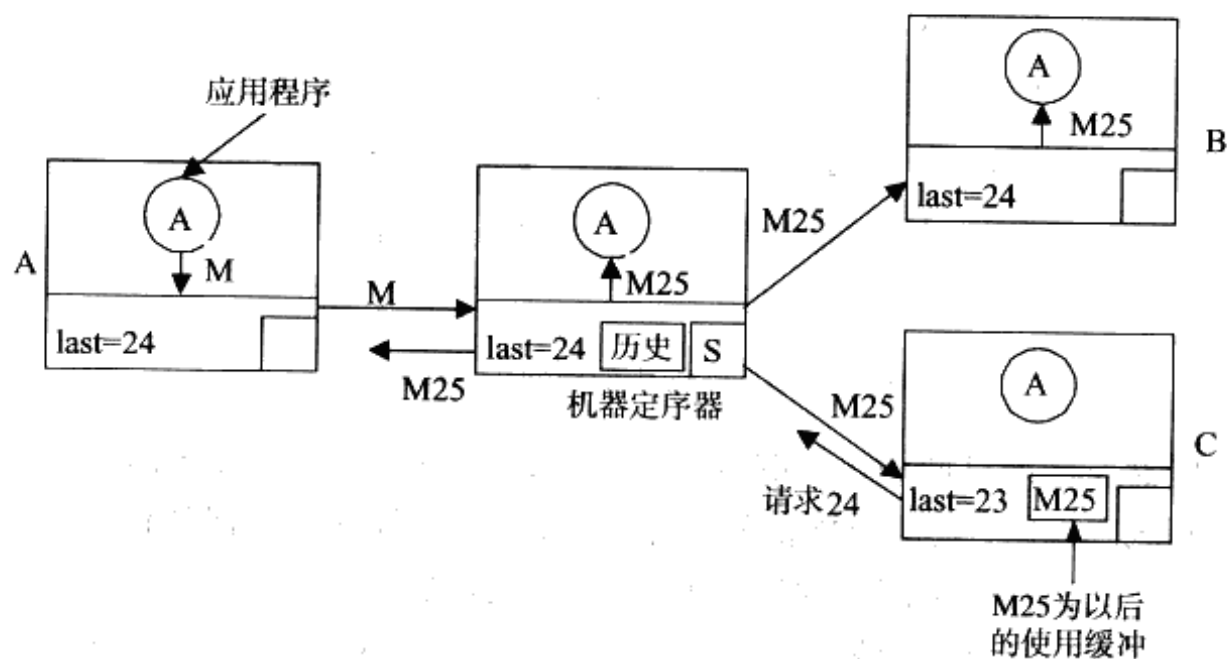 应用程序
A
A
M
last=24
M
M25
A
M25
last=24
历史
S
机器定序器
M25
M25
A
M25
B
last=24
A
C
last=23
M25
请求24
M25为以后
的使用缓冲